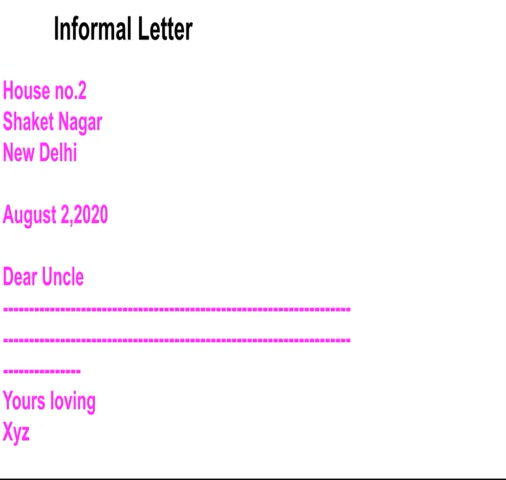 Informal Letter
House no.2
Shaket Nagar
New Delhi
August 2,2020
Dear Uncle
-------------------------------------------------------------------
-------------------------------------------------------------------
---------------
Yours loving
Xyz